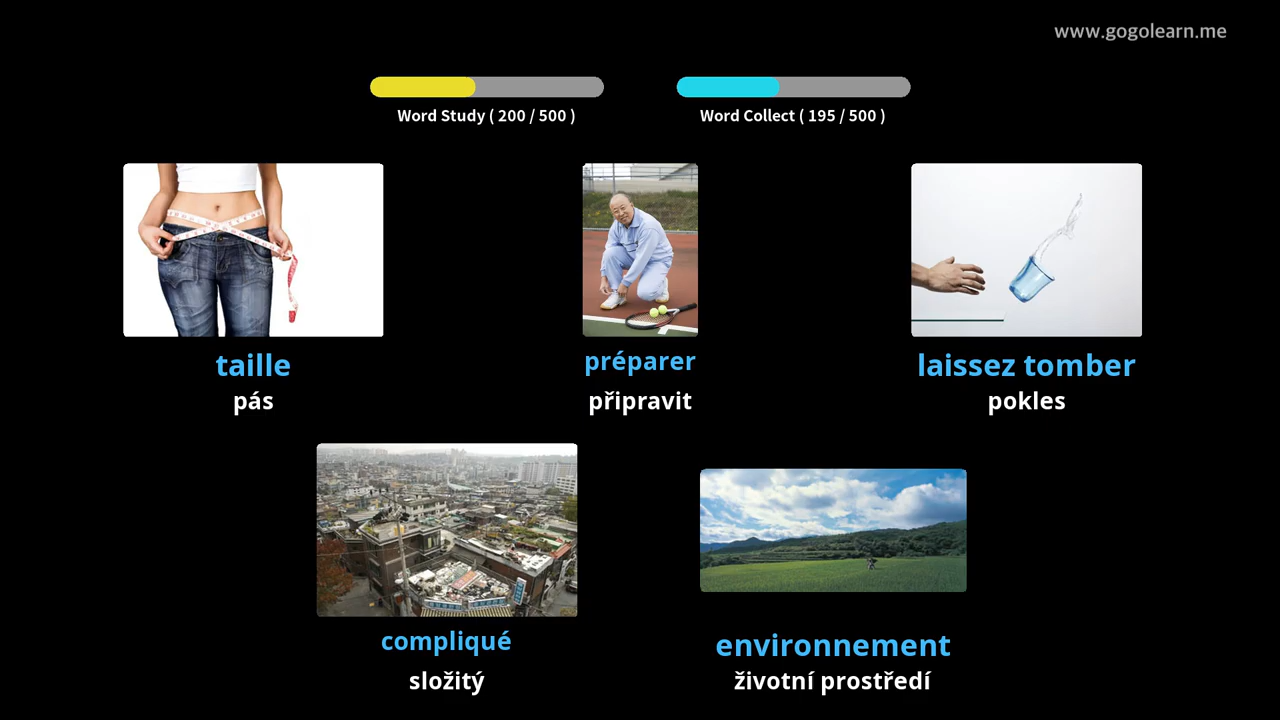 www.gogolearn.me
Word Study ( 200 / 500 )
Word Collect ( 195 / 500 )
taille
pás
préparer
připravit
laissez tomber
pokles
compliqué
složitý
environnement
životní prostředí